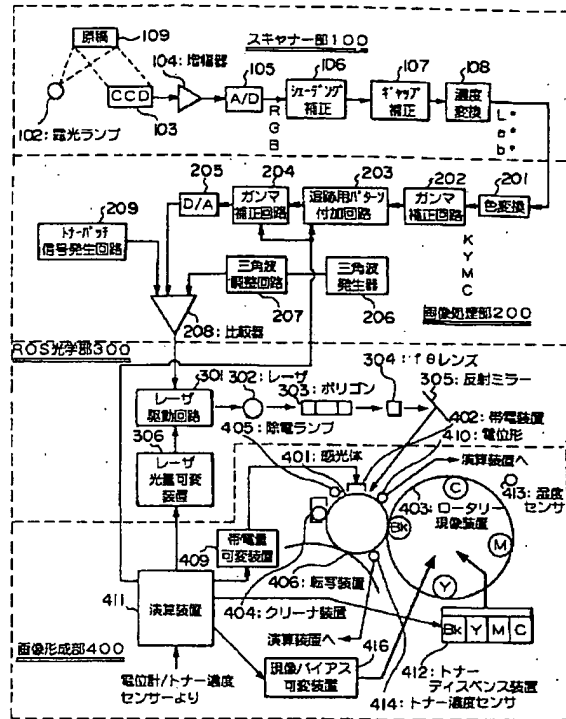 スキャナー部100
原稿
109
104:増幅器
105
106
107
108
CCD
A/D
シェーディング
補正
ギャップ
補正
濃度
変換
102:電光ランプ
103
R
G
B
L*
a*
b*
205
204
203
202
201
209
D/A
ガンマ
補正回路
追跡用パターン
付加回路
ガンマ
補正回路
色変換
トナーパッチ
信号発生回路
K
Y
M
C
三角波
調整回路
三角波
発生器
207
206
208:比較器
画像処理部200
ROS光学部300
301
302:レーザ
303:ポリゴン
304:fθレンズ
305:反射ミラー
レーザ
駆動回路
405:除電ランプ
402:帯電装置
410:電位形
306
401:感光体
演算装置へ
レーザ
光量可変
装置
C
413:湿度
センサ
403:ロータリー
現像装置
Bk
M
Y
帯電量
可変装置
409
406:転写装置
411
演算装置
404:クリーナ装置
演算装置へ
416
Bk Y M C
画像形成部400
電位計/トナー濃度
センサーより
現像バイアス
可変装置
412:トナー
ディスペンス装置
414:トナー濃度センサ